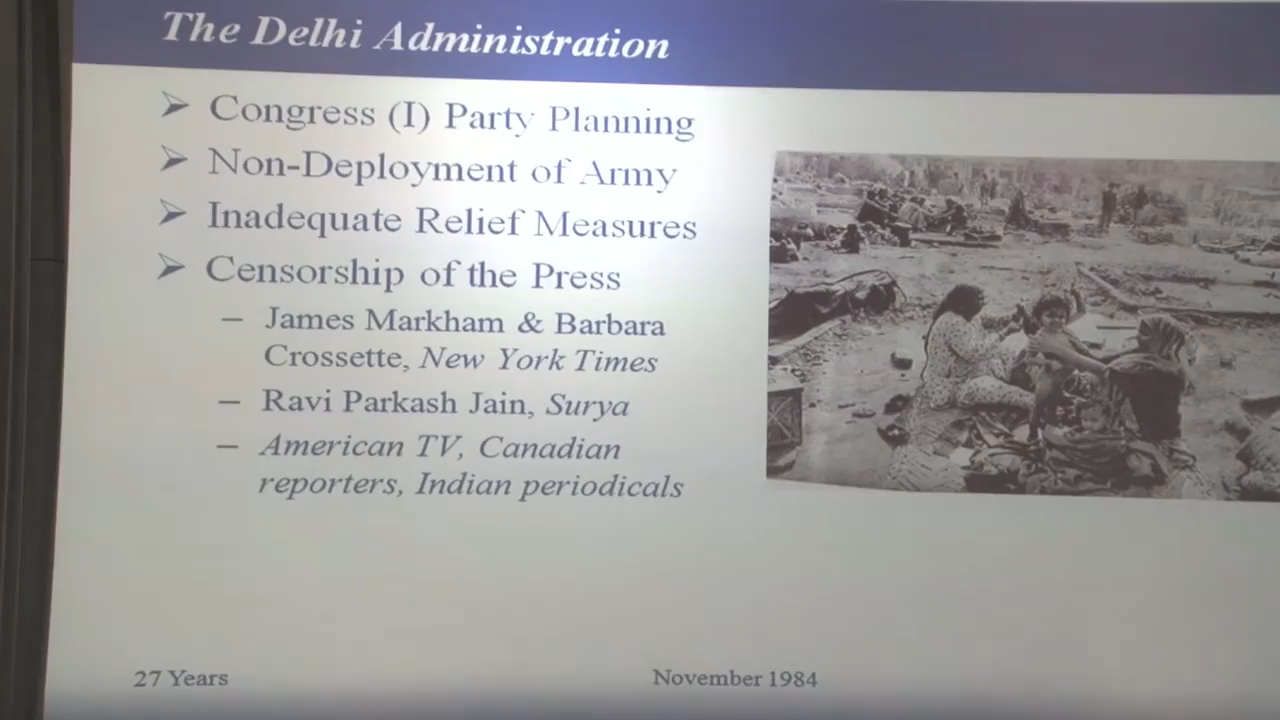 The Delhi Administration
➢ Congress (I) Party Planning
➢ Non-Deployment of Army
➢ Inadequate Relief Measures
➢ Censorship of the Press
– James Markham & Barbara
Crossette, New York Times
– Ravi Parkash Jain, Surya
– American TV, Canadian
reporters, Indian periodicals
27 Years
November 1984